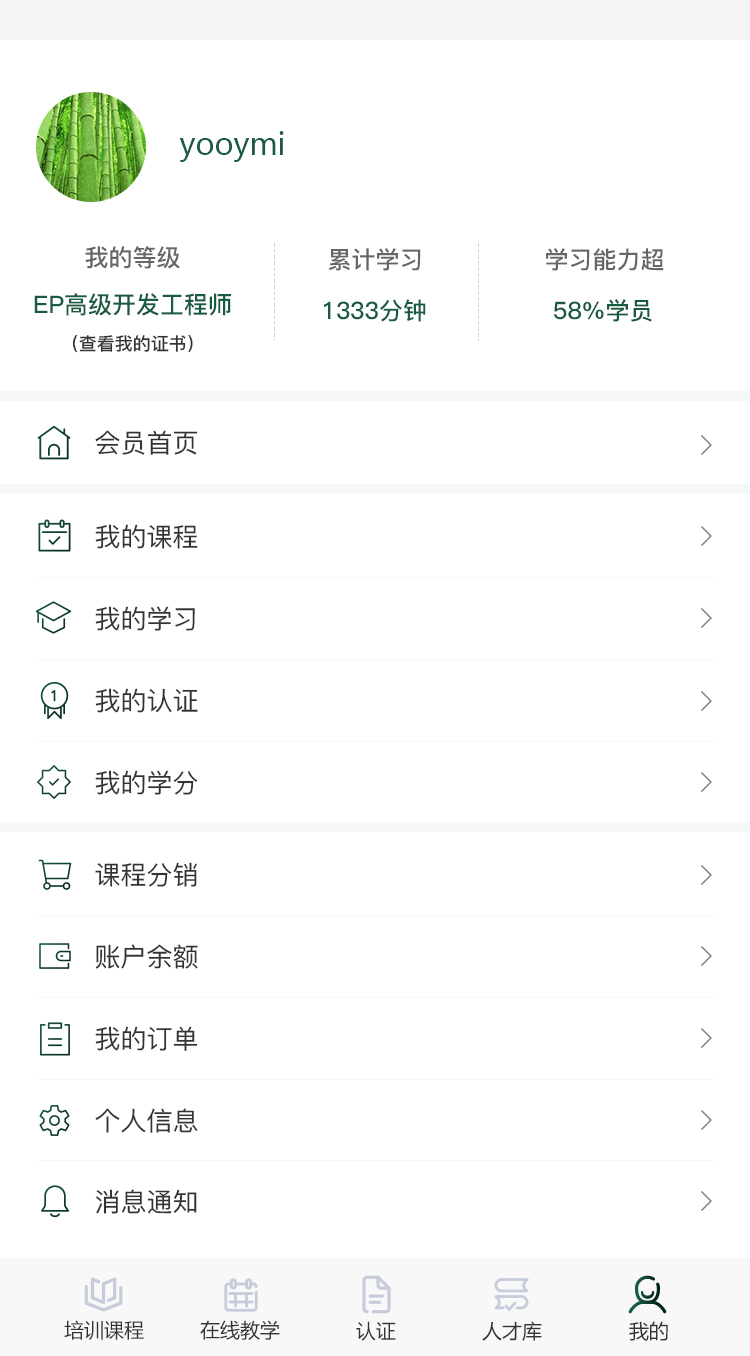 yooymi
我的等级
累计学习
学习能力超
EP高级开发工程师
1333分钟
58%学员
（查看我的证书）
会员首页
我的课程
我的学习
1
我的认证
我的学分
课程分销
账户余额
我的订单
个人信息
消息通知
培训课程
在线教学
认证
人才库
我的